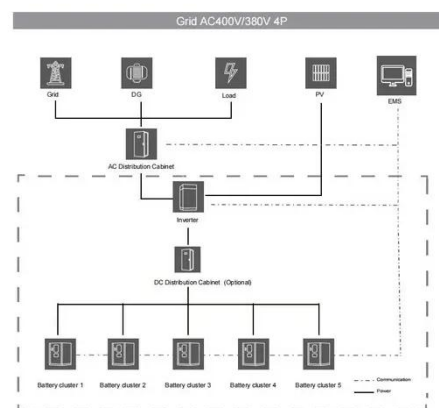 Grid AC400V/380V 4P
Grid
DG
Load
PV
EMS
AC Distribution Cabinet
Inverter
DC Distribution Cabinet (Optional)
Battery cluster 1
Battery cluster 2
Battery cluster 3
Battery cluster 4
Battery cluster 5
Communication
Power